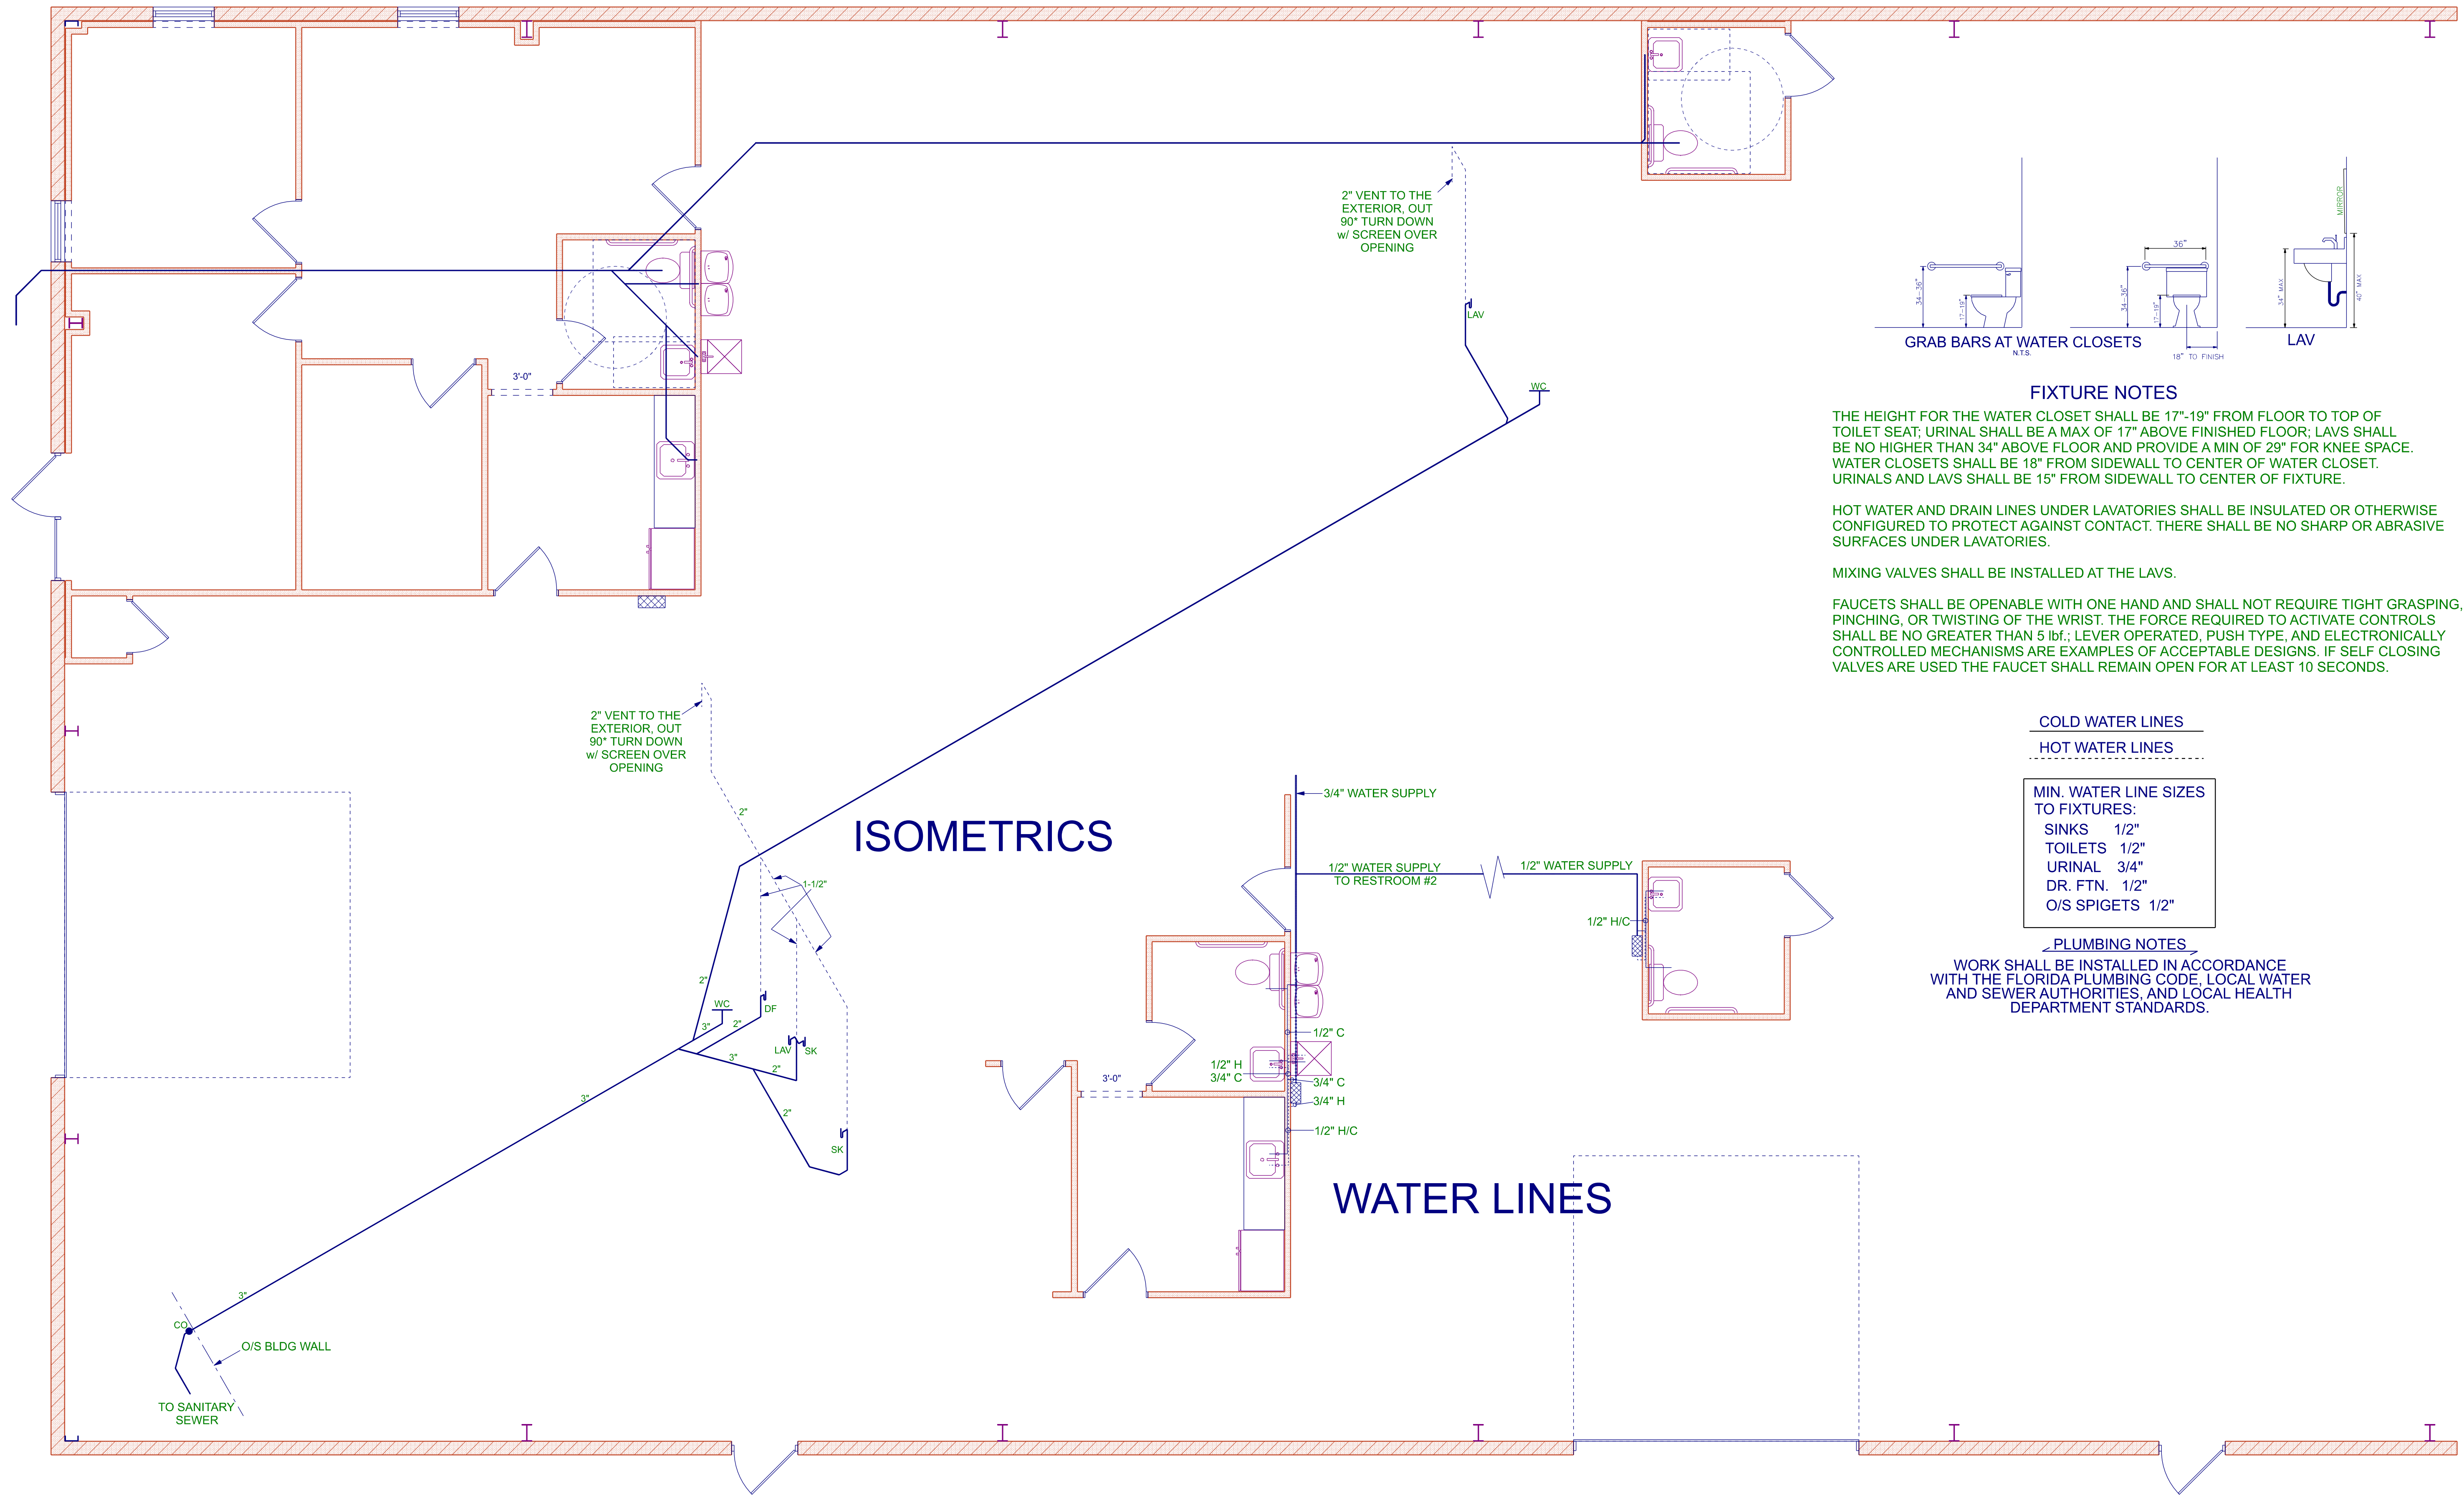 2" VENT TO THE
EXTERIOR, OUT
90* TURN DOWN
w/ SCREEN OVER
OPENING
LAV
WC
3'-0"
34-36"
17-19"
GRAB BARS AT WATER CLOSETS
N.T.S.
36"
34-36"
17-19"
18" TO FINISH
MIRROR
34" MAX
40" MAX
LAV
FIXTURE NOTES
THE HEIGHT FOR THE WATER CLOSET SHALL BE 17"-19" FROM FLOOR TO TOP OF
TOILET SEAT; URINAL SHALL BE A MAX OF 17" ABOVE FINISHED FLOOR; LAVS SHALL
BE NO HIGHER THAN 34" ABOVE FLOOR AND PROVIDE A MIN OF 29" FOR KNEE SPACE.
WATER CLOSETS SHALL BE 18" FROM SIDEWALL TO CENTER OF WATER CLOSET.
URINALS AND LAVS SHALL BE 15" FROM SIDEWALL TO CENTER OF FIXTURE.
HOT WATER AND DRAIN LINES UNDER LAVATORIES SHALL BE INSULATED OR OTHERWISE
CONFIGURED TO PROTECT AGAINST CONTACT. THERE SHALL BE NO SHARP OR ABRASIVE
SURFACES UNDER LAVATORIES.
MIXING VALVES SHALL BE INSTALLED AT THE LAVS.
FAUCETS SHALL BE OPENABLE WITH ONE HAND AND SHALL NOT REQUIRE TIGHT GRASPING,
PINCHING, OR TWISTING OF THE WRIST. THE FORCE REQUIRED TO ACTIVATE CONTROLS
SHALL BE NO GREATER THAN 5 lbf.; LEVER OPERATED, PUSH TYPE, AND ELECTRONICALLY
CONTROLLED MECHANISMS ARE EXAMPLES OF ACCEPTABLE DESIGNS. IF SELF CLOSING
VALVES ARE USED THE FAUCET SHALL REMAIN OPEN FOR AT LEAST 10 SECONDS.
COLD WATER LINES
HOT WATER LINES
MIN. WATER LINE SIZES
TO FIXTURES:
SINKS 1/2"
TOILETS 1/2"
URINAL 3/4"
DR. FTN. 1/2"
O/S SPIGETS 1/2"
PLUMBING NOTES
WORK SHALL BE INSTALLED IN ACCORDANCE
WITH THE FLORIDA PLUMBING CODE, LOCAL WATER
AND SEWER AUTHORITIES, AND LOCAL HEALTH
DEPARTMENT STANDARDS.
2" VENT TO THE
EXTERIOR, OUT
90* TURN DOWN
w/ SCREEN OVER
OPENING
2"
ISOMETRICS
1-1/2"
2"
WC
DF
3"
2"
LAV
SK
3"
2"
3"
2"
SK
3"
CO
O/S BLDG WALL
TO SANITARY
SEWER
3/4" WATER SUPPLY
1/2" WATER SUPPLY
TO RESTROOM #2
1/2" WATER SUPPLY
1/2" H/C
1/2" C
1/2" H
3/4" C
3'-0"
3/4" C
3/4" H
1/2" H/C
WATER LINES